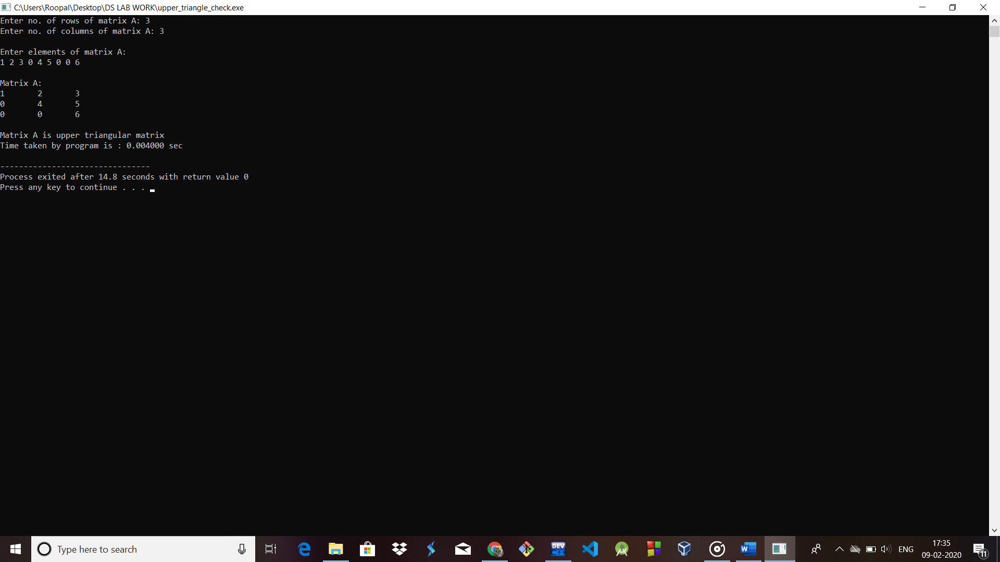 C:\Users\Roopal\Desktop\DS LAB WORK\upper_triangle_check.exe
Enter no. of rows of matrix A: 3
Enter no. of columns of matrix A: 3
Enter elements of matrix A:
1 2 3 0 4 5 0 0 6
Matrix A:
1 2 3
0 4 5
0 0 6
Matrix A is upper triangular matrix
Time taken by program is : 0.004000 sec
--------------------------------
Process exited after 14.8 seconds with return value 0
Press any key to continue . . .
Type here to search
DEV C++
W
ENG
17:35
09-02-2020
11